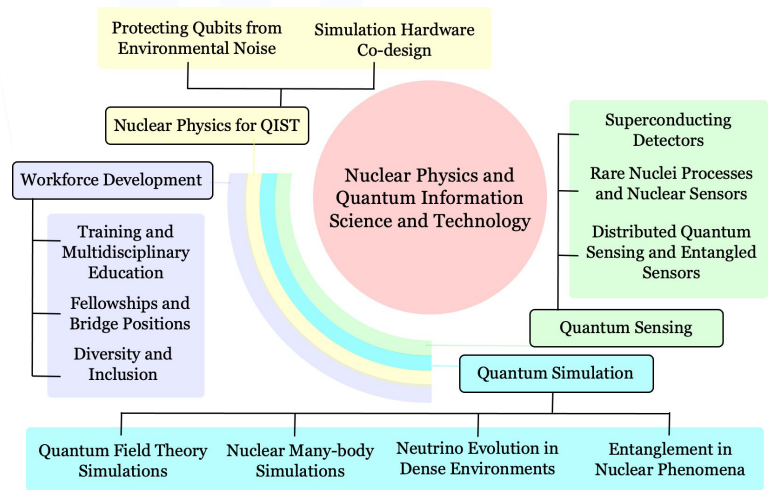 Protecting Qubits from
Environmental Noise
Simulation Hardware
Co-design
Nuclear Physics for QIST
Workforce Development
Training and
Multidisciplinary
Education
Fellowships and
Bridge Positions
Diversity and
Inclusion
Nuclear Physics and
Quantum Information
Science and Technology
Superconducting
Detectors
Rare Nuclei Processes
and Nuclear Sensors
Distributed Quantum
Sensing and Entangled
Sensors
Quantum Sensing
Quantum Simulation
Quantum Field Theory
Simulations
Nuclear Many-body
Simulations
Neutrino Evolution in
Dense Environments
Entanglement in
Nuclear Phenomena